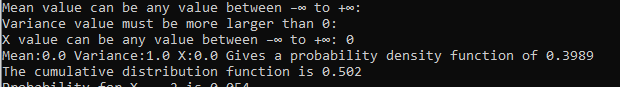 Mean value can be any value between -∞ to +∞:
Variance value must be more larger than 0:
X value can be any value between -∞ to +∞: 0
Mean:0.0 Variance:1.0 X:0.0 Gives a probability density function of 0.3989
The cumulative distribution function is 0.502
Probability for X